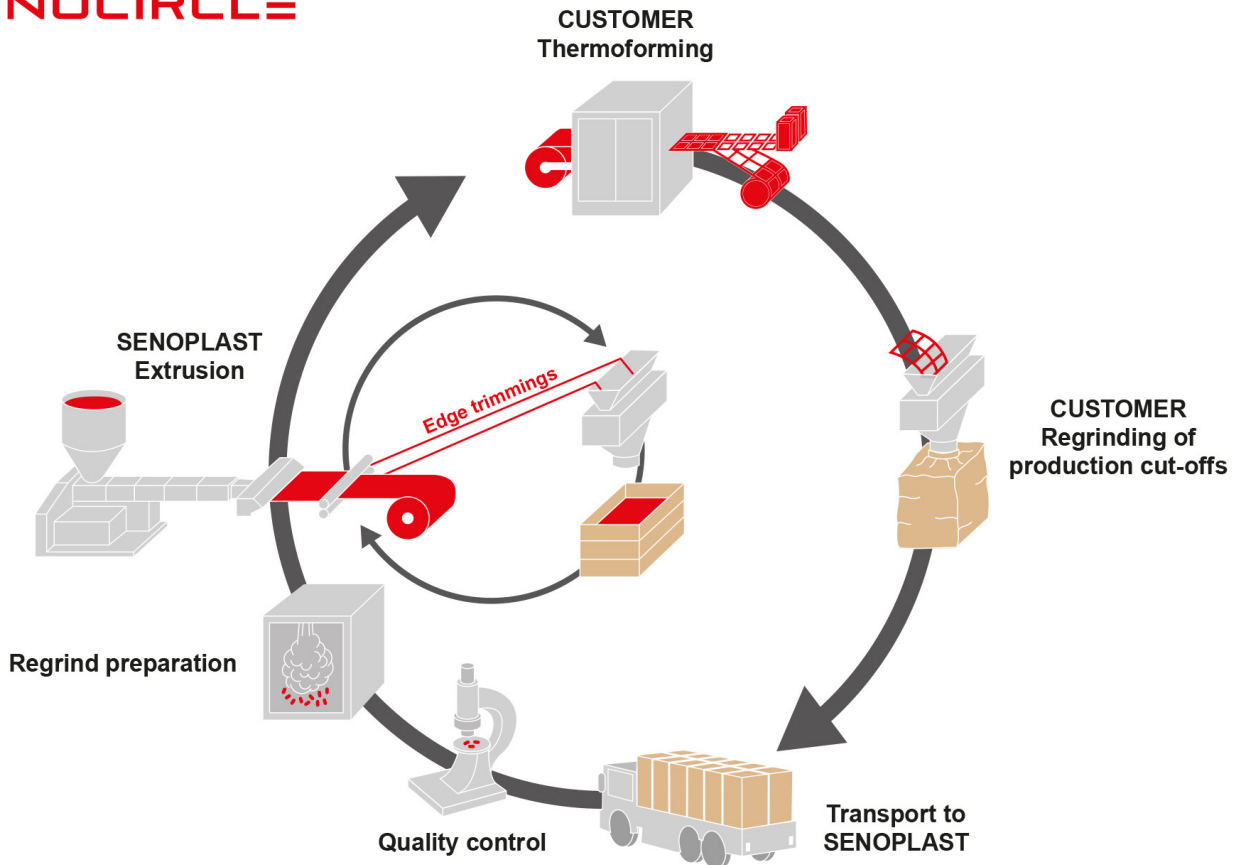 NOCIRCLE
CUSTOMER
Thermoforming
SENOPLAST
Extrusion
Edge trimmings
CUSTOMER
Regrinding of
production cut-offs
Regrind preparation
Quality control
Transport to
SENOPLAST